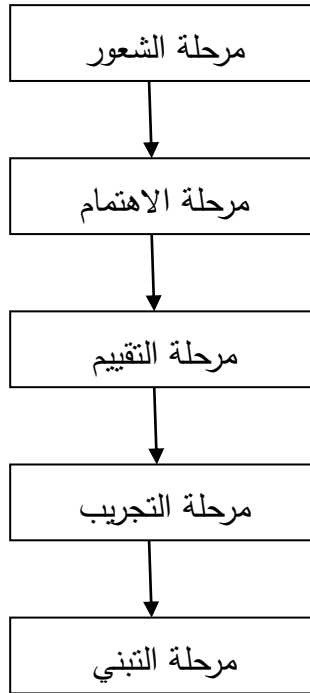 مرحلة الشعور
مرحلة الاهتمام
مرحلة التقييم
مرحلة التجريب
مرحلة التبني